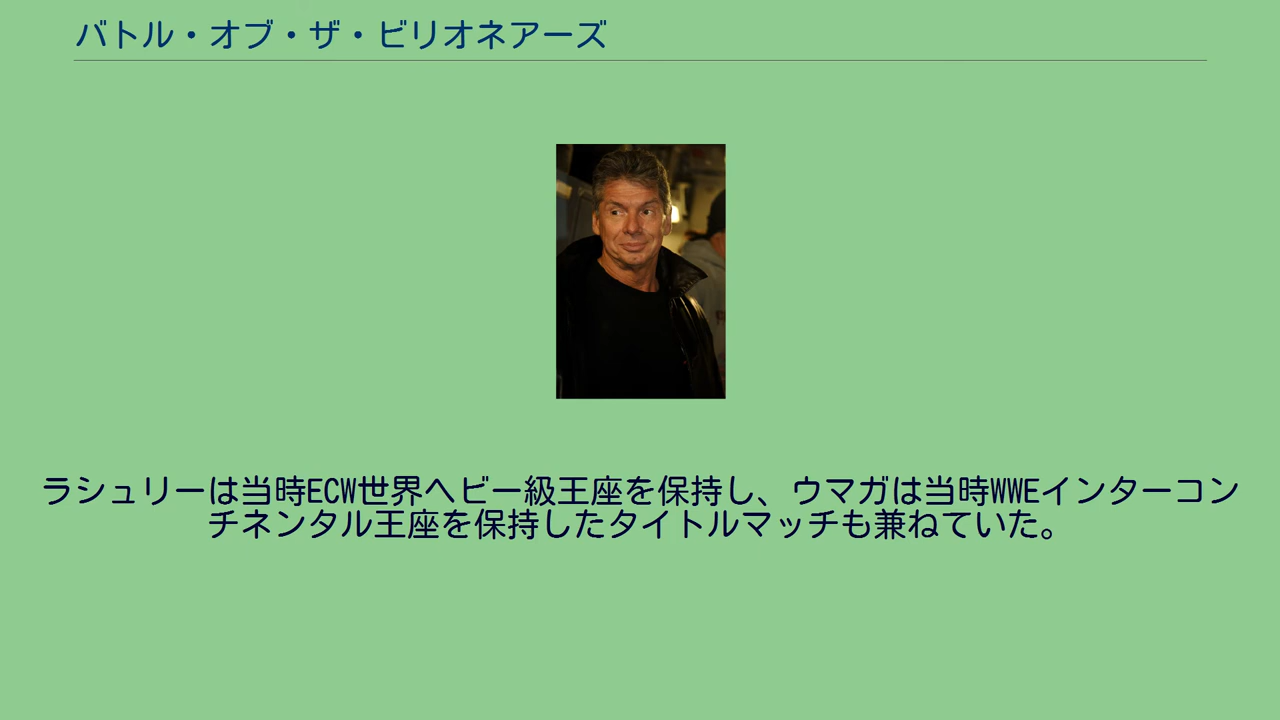 バトル・オブ・ザ・ビリオネアーズ
ラシュリーは当時ECW世界ヘビー級王座を保持し、ウマガは当時WWEインターコン
チネンタル王座を保持したタイトルマッチも兼ねていた。